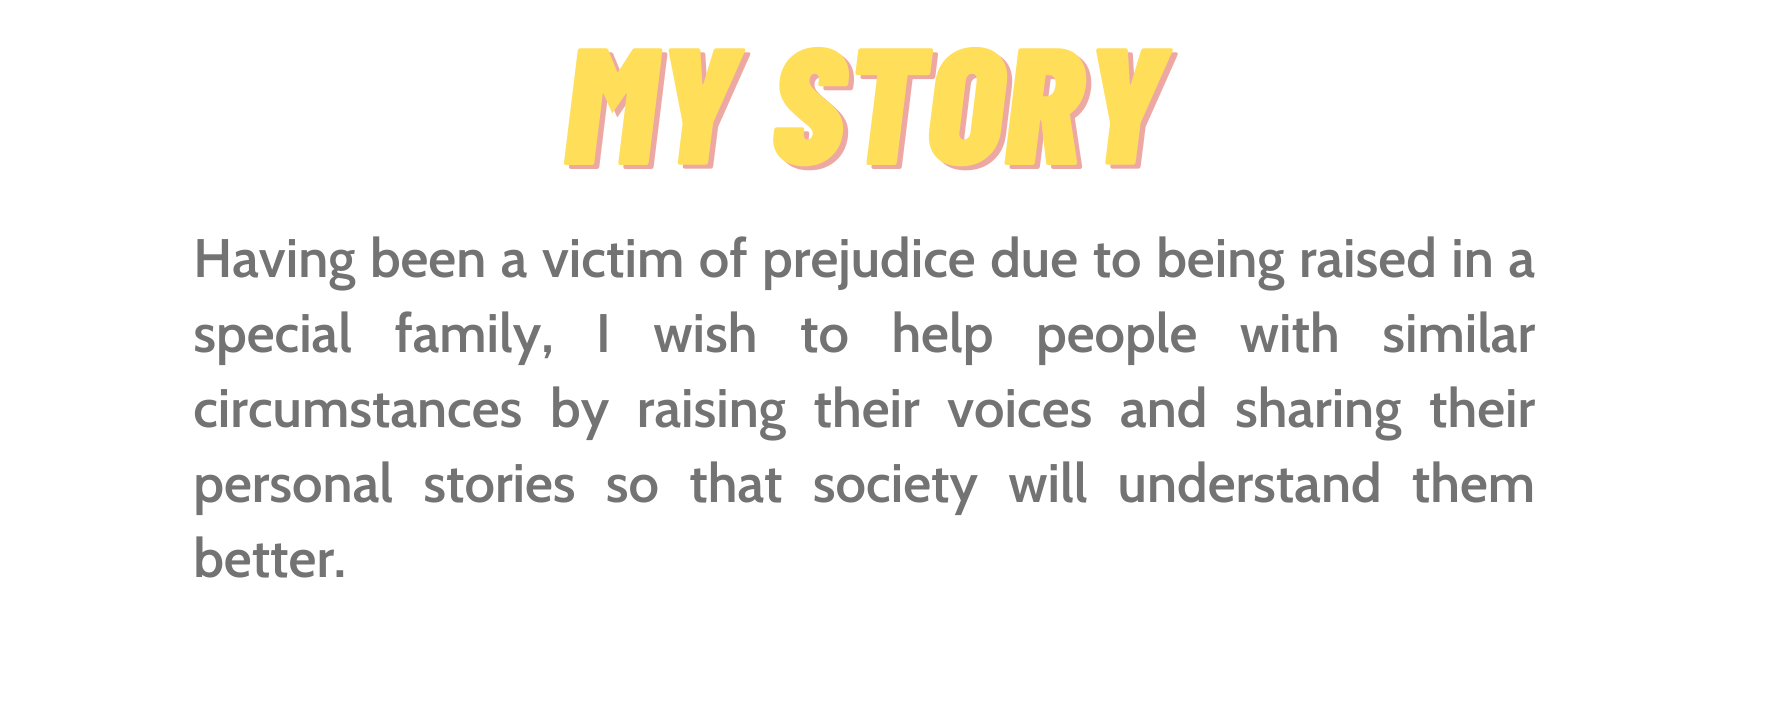 MY STORY
Having been a victim of prejudice due to being raised in a
special family, I wish to help people with similar
circumstances by raising their voices and sharing their
personal stories so that society will understand them
better.